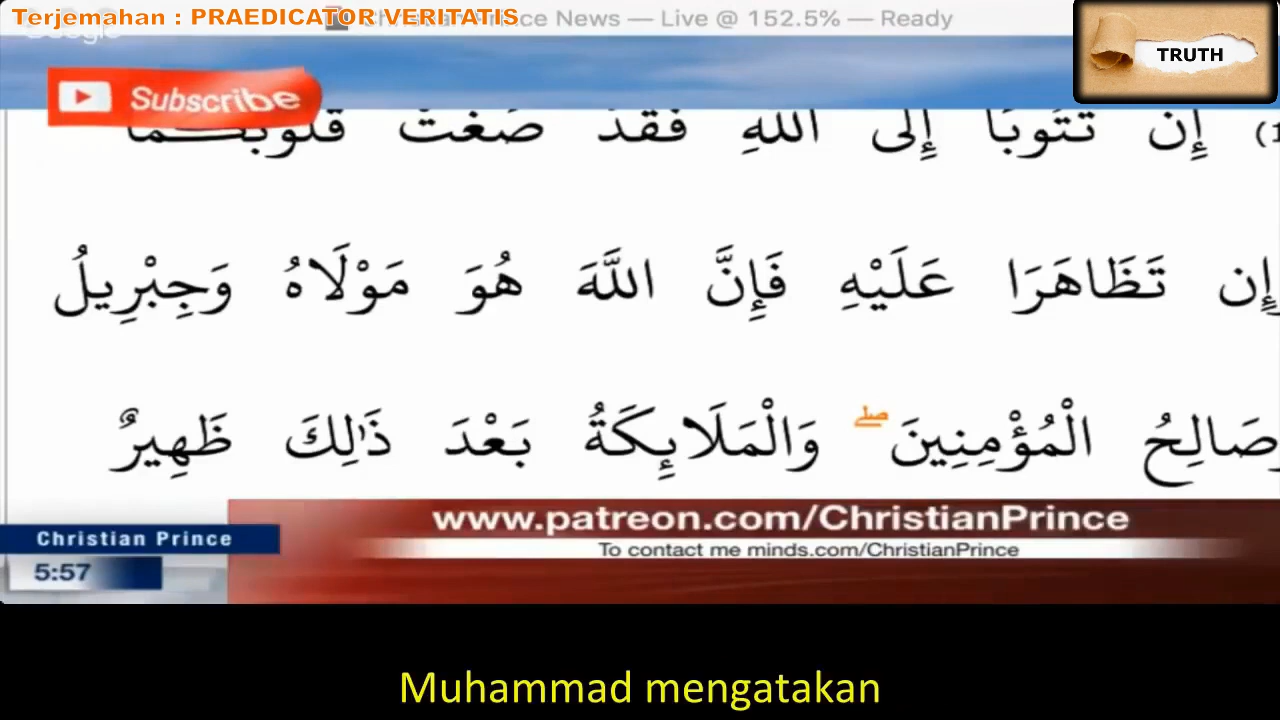 Terjemahan : PRAEDICATOR VERITATIS
Prince News — Live @ 152.5% — Ready
Google
TRUTH
Subscribe
إِن تَتُوبَا إِلَى اللَّهِ فَقَدْ صَغَتْ قُلُوبُكُمَا
إِن تَظَاهَرَا عَلَيْهِ فَإِنَّ اللَّهَ هُوَ مَوْلَاهُ وَجِبْرِيلُ
صَالِحُ الْمُؤْمِنِينَ ۖ وَالْمَلَائِكَةُ بَعْدَ ذَٰلِكَ ظَهِيرٌ
www.patreon.com/ChristianPrince
To contact me minds.com/ChristianPrince
Christian Prince
5:57
Muhammad mengatakan